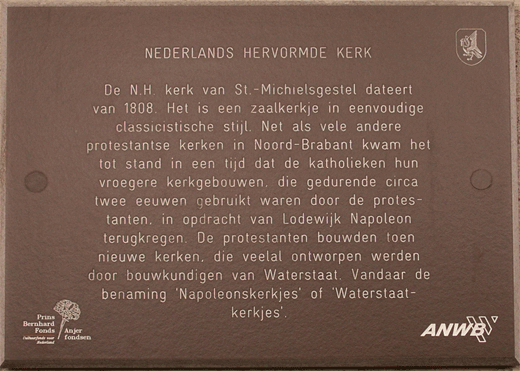 NEDERLANDS HERVORMDE KERK
De N.H. kerk van St.-Michielsgestel dateert
van 1808. Het is een zaalkerkje in eenvoudige
classicistische stijl. Net als vele andere
protestantse kerken in Noord-Brabant kwam het
tot stand in een tijd dat de katholieken hun
vroegere kerkgebouwen, die gedurende circa
twee eeuwen gebruikt waren door de protes-
tanten, in opdracht van Lodewijk Napoleon
terugkregen. De protestanten bouwden toen
nieuwe kerken, die veelal ontworpen werden
door bouwkundigen van Waterstaat. Vandaar de
benaming 'Napoleonskerkjes' of 'Waterstaat-
kerkjes'.
Prins
Bernhard
Fonds
Cultuurfonds voor
Nederland
Anjer
fondsen
ANWB